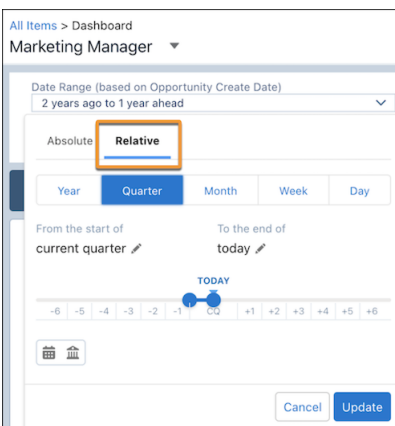 All Items > Dashboard
Marketing Manager
Date Range (based on Opportunity Create Date)
2 years ago to 1 year ahead
Absolute Relative
Year Quarter Month Week Day
From the start of To the end of
current quarter today
TODAY
-6 -5 -4 -3 -2 -1 CQ +1 +2 +3 +4 +5 +6
Cancel Update